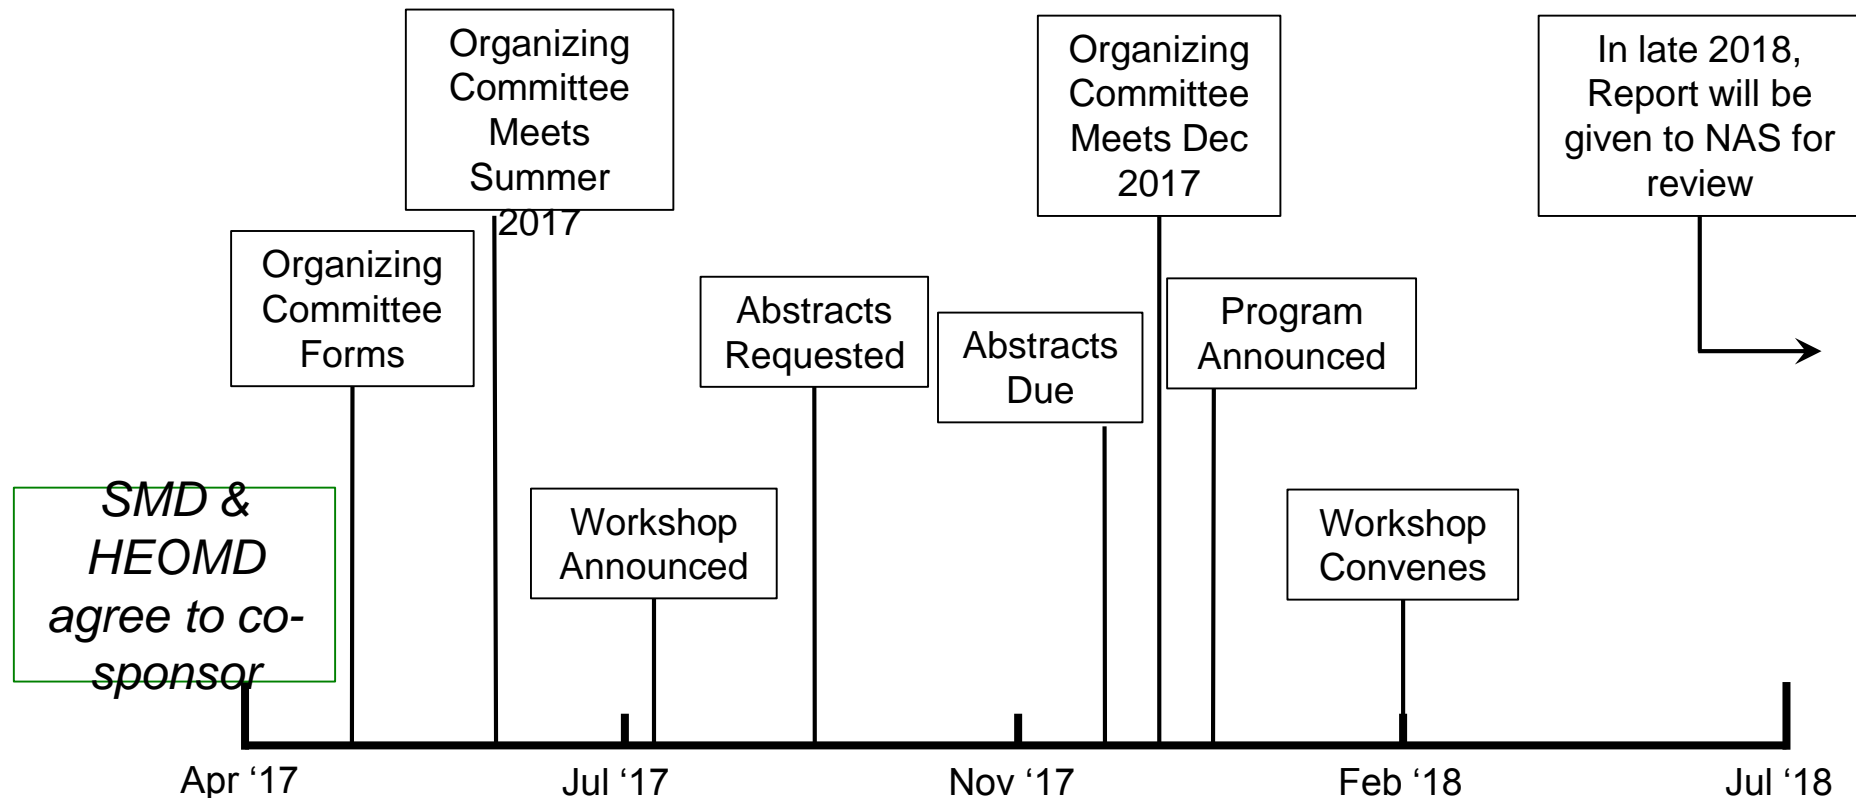 Organizing
Committee
Meets
Summer
2017
Organizing
Committee
Meets Dec
2017
In late 2018,
Report will be
given to NAS for
review
Organizing
Committee
Forms
Abstracts
Requested
Abstracts
Due
Program
Announced
SMD &
HEOMD
agree to co-
sponsor
Workshop
Announced
Workshop
Convenes
Apr ‘17
Jul ‘17
Nov ‘17
Feb ‘18
Jul ‘18